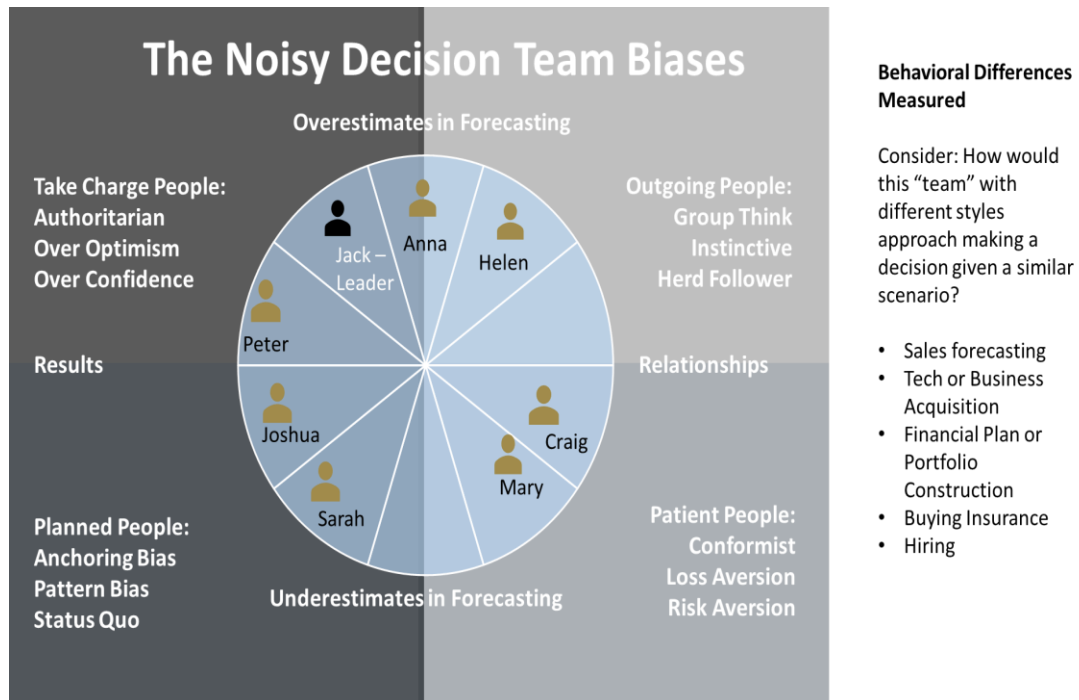 The Noisy Decision Team Biases
Overestimates in Forecasting
Take Charge People:
Authoritarian
Over Optimism
Over Confidence
Outgoing People:
Group Think
Instinctive
Herd Follower
Jack –
Leader
Anna
Helen
Peter
Results
Relationships
Joshua
Sarah
Craig
Mary
Planned People:
Anchoring Bias
Pattern Bias
Status Quo
Patient People:
Conformist
Loss Aversion
Risk Aversion
Underestimates in Forecasting
Behavioral Differences
Measured
Consider: How would
this “team” with
different styles
approach making a
decision given a similar
scenario?
• Sales forecasting
• Tech or Business
Acquisition
• Financial Plan or
Portfolio
Construction
• Buying Insurance
• Hiring